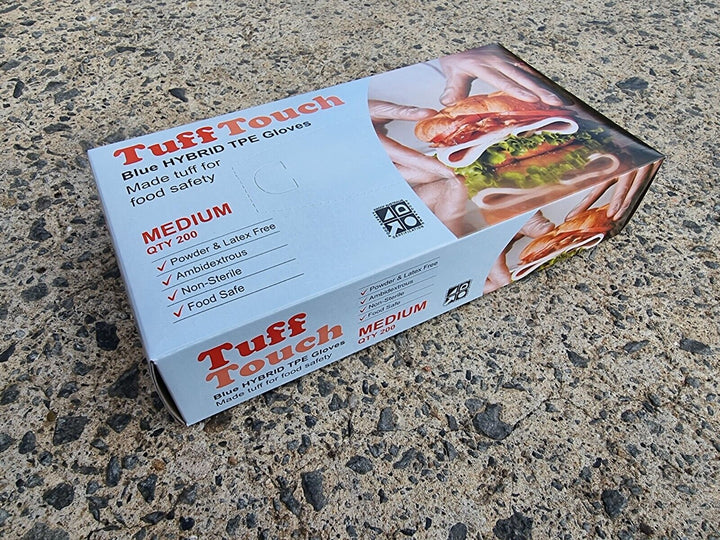 Tuff Touch
Blue HYBRID TPE Gloves
Made tuff for
food safety
MEDIUM
QTY 200
✓ Powder & Latex Free
✓ Ambidextrous
✓ Non-Sterile
✓ Food Safe
Tuff
Touch
Blue HYBRID TPE Gloves
Made tuff for food safety
✓ Powder & Latex Free
✓ Ambidextrous
✓ Non-Sterile
✓ Food Safe
MEDIUM
QTY 200